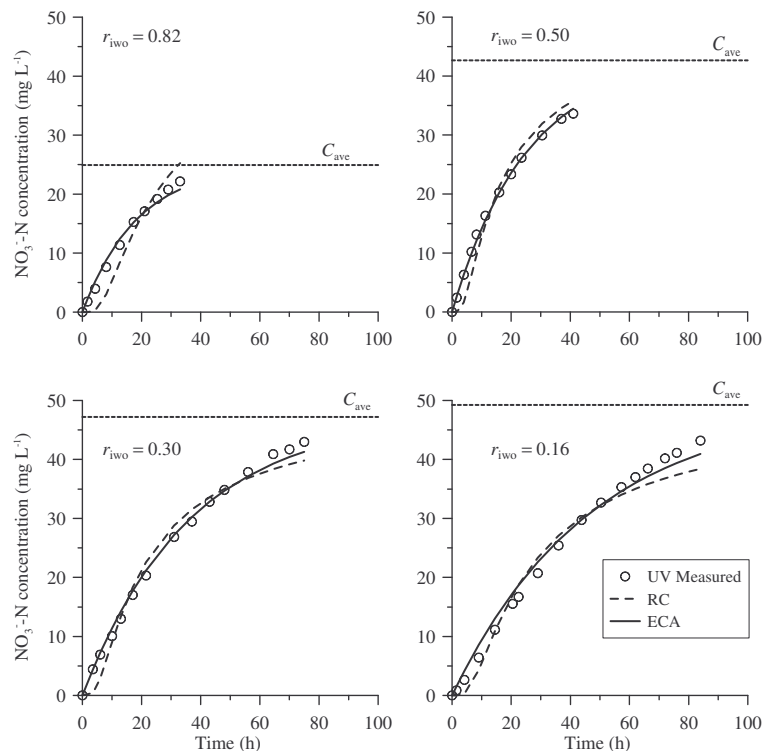 r_iwo = 0.82
C_ave
NO₃⁻-N concentration (mg L⁻¹)
50
40
30
20
10
0
0 20 40 60 80 100
r_iwo = 0.50
C_ave
50
40
30
20
10
0
0 20 40 60 80 100
C_ave
r_iwo = 0.30
NO₃⁻-N concentration (mg L⁻¹)
50
40
30
20
10
0
0 20 40 60 80 100
Time (h)
C_ave
r_iwo = 0.16
50
40
30
20
10
0
UV Measured
RC
ECA
0 20 40 60 80 100
Time (h)